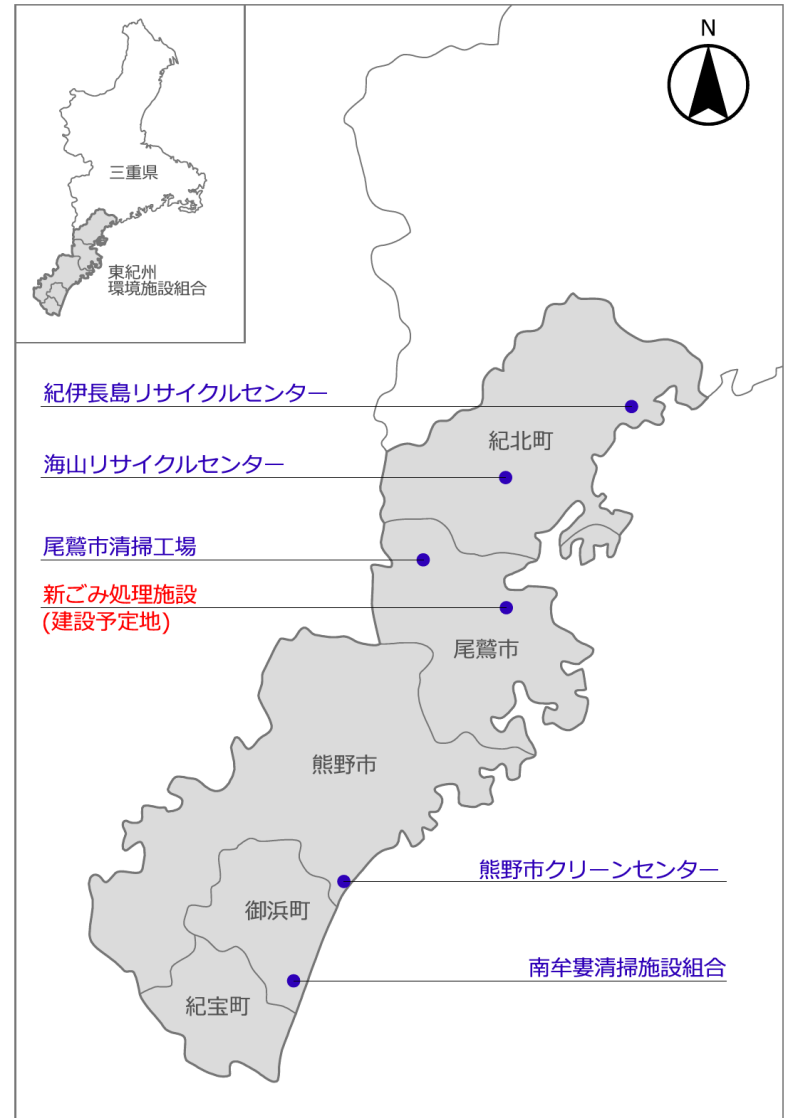 N
三重県
東紀州
環境施設組合
紀伊長島リサイクルセンター
紀北町
海山リサイクルセンター
尾鷲市清掃工場
新ごみ処理施設
(建設予定地)
尾鷲市
熊野市
熊野市クリーンセンター
御浜町
南牟婁清掃施設組合
紀宝町